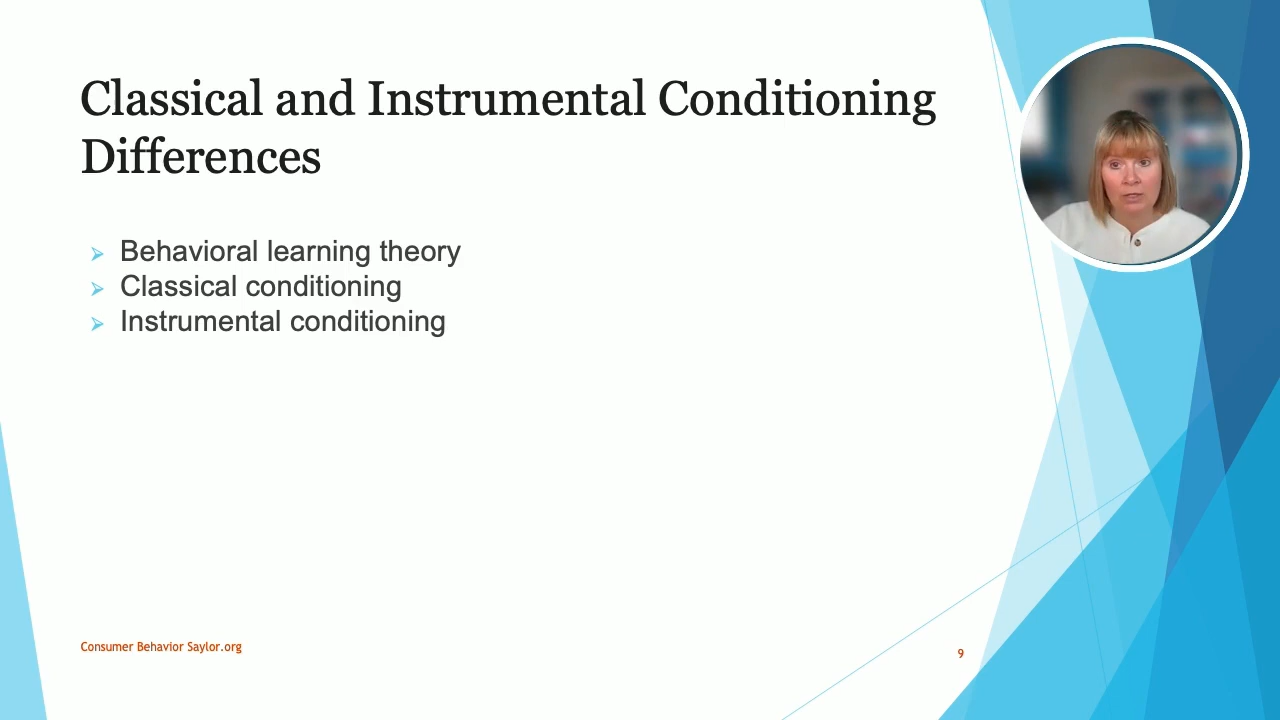 Classical and Instrumental Conditioning
Differences
Behavioral learning theory
Classical conditioning
Instrumental conditioning
Consumer Behavior Saylor.org
9